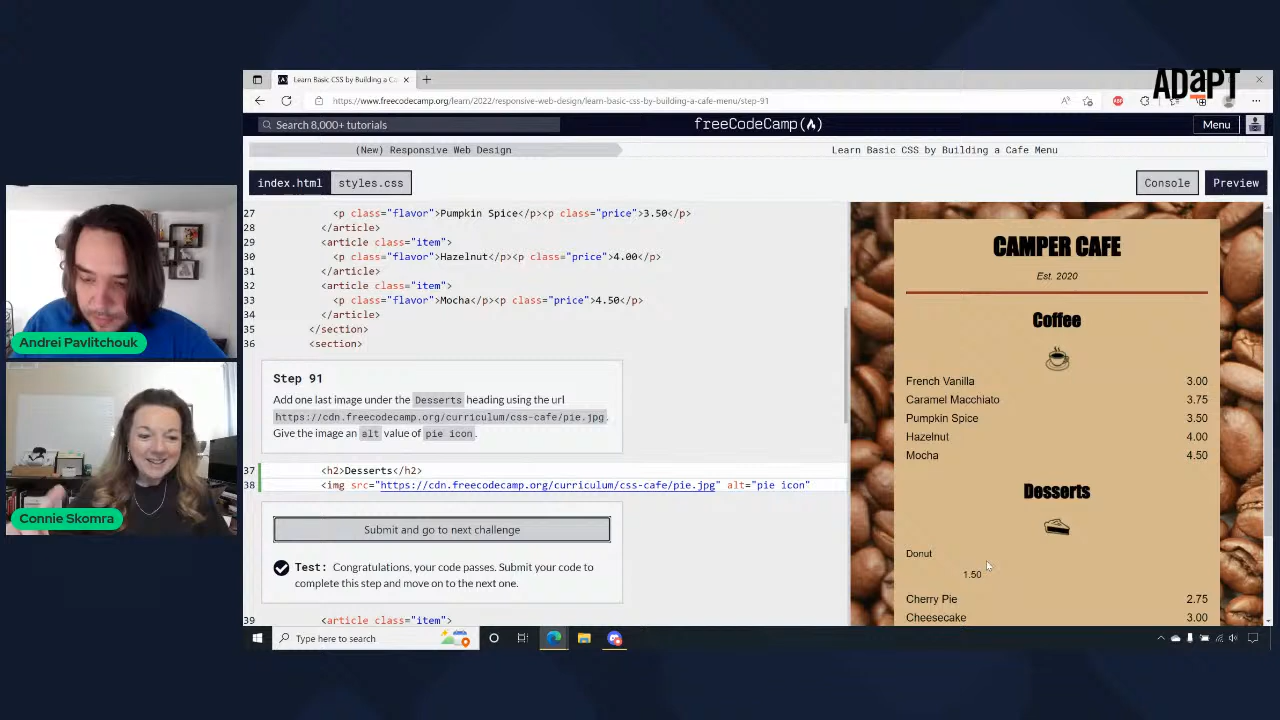 ADaPT
Learn Basic CSS by Building a Ca
https://www.freecodecamp.org/learn/2022/responsive-web-design/learn-basic-css-by-building-a-cafe-menu/step-91
Search 8,000+ tutorials
freeCodeCamp
Menu
(New) Responsive Web Design
Learn Basic CSS by Building a Cafe Menu
index.html
styles.css
Console
Preview
27 <p class="flavor">Pumpkin Spice</p><p class="price">3.50</p>
28 </article>
29 <article class="item">
30 <p class="flavor">Hazelnut</p><p class="price">4.00</p>
31 </article>
32 <article class="item">
33 <p class="flavor">Mocha</p><p class="price">4.50</p>
34 </article>
35 </section>
36 <section>
Step 91
Add one last image under the Desserts heading using the url
https://cdn.freecodecamp.org/curriculum/css-cafe/pie.jpg.
Give the image an alt value of pie icon.
37 <h2>Desserts</h2>
38 <img src="https://cdn.freecodecamp.org/curriculum/css-cafe/pie.jpg" alt="pie icon"
Submit and go to next challenge
Test: Congratulations, your code passes. Submit your code to
complete this step and move on to the next one.
39 <article class="item">
CAMPER CAFE
Est. 2020
Coffee
French Vanilla 3.00
Caramel Macchiato 3.75
Pumpkin Spice 3.50
Hazelnut 4.00
Mocha 4.50
Desserts
Donut
1.50
Cherry Pie 2.75
Cheesecake 3.00
Andrei Pavlitchouk
Connie Skomra
Type here to search